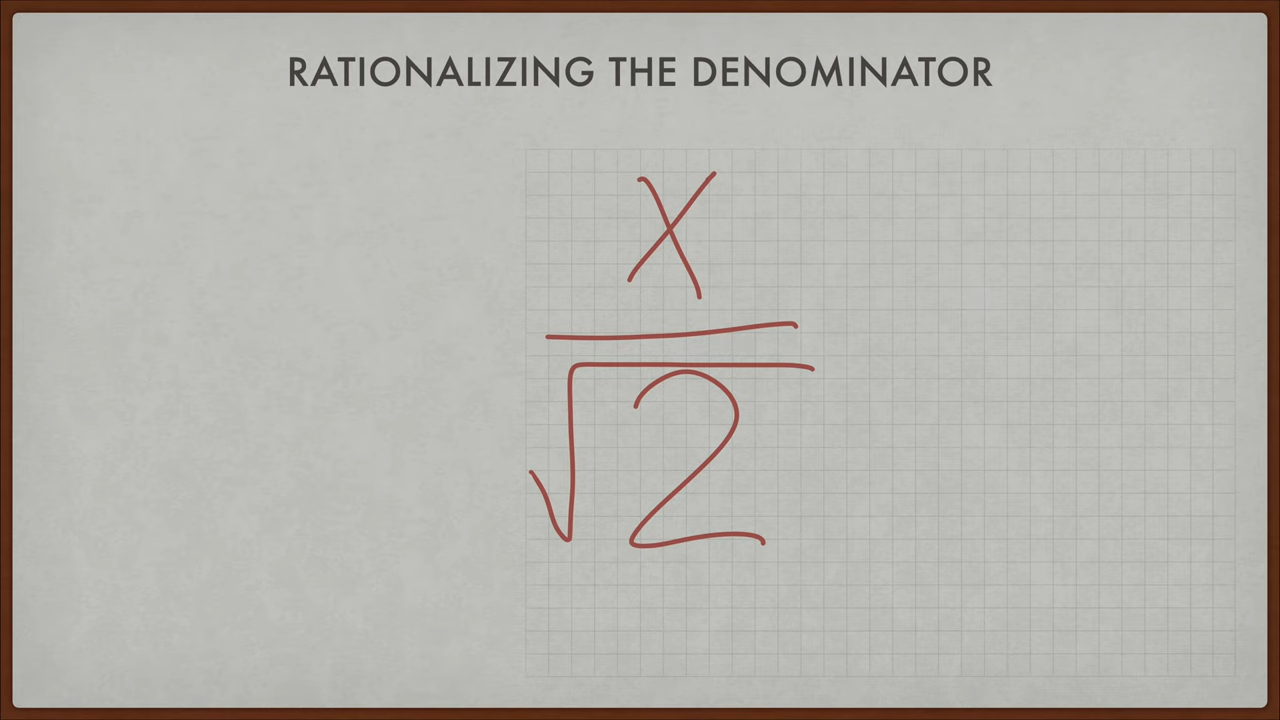 RATIONALIZING THE DENOMINATOR
x
√2